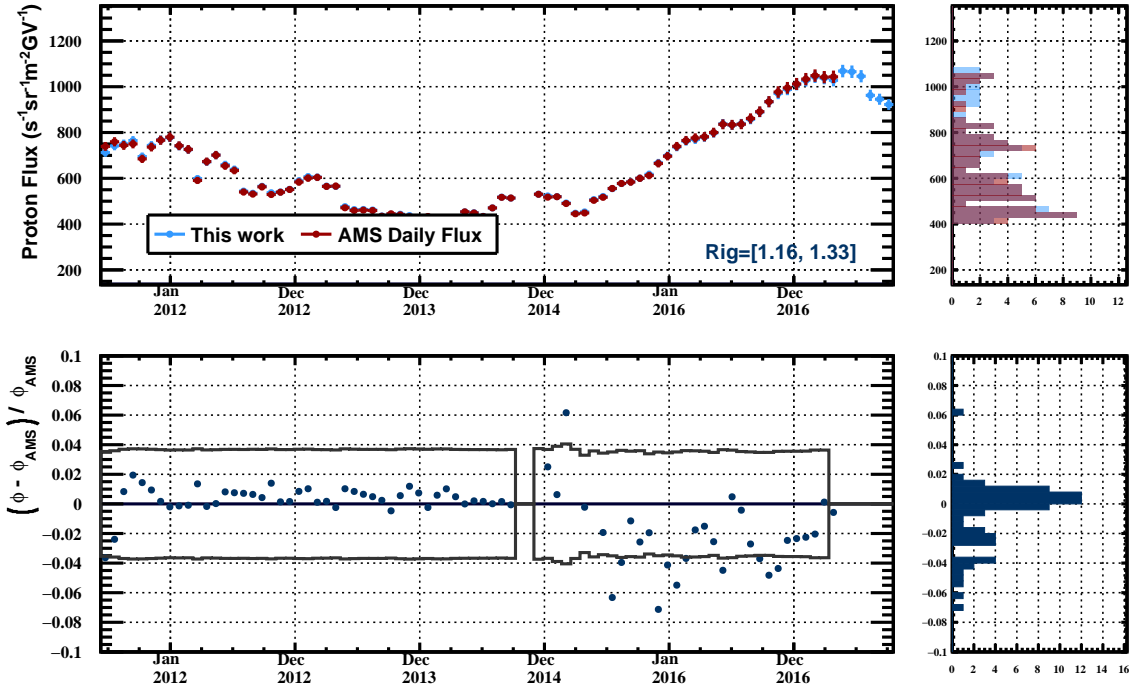 Proton Flux (s⁻¹sr⁻¹m⁻²GV⁻¹)
1200
1000
800
600
400
200
This work
AMS Daily Flux
Rig=[1.16, 1.33]
Jan 2012
Dec 2012
Dec 2013
Dec 2014
Jan 2016
Dec 2016
1200
1000
800
600
400
200
0 2 4 6 8 10 12
(ϕ - ϕAMS) / ϕAMS
0.1
0.08
0.06
0.04
0.02
0
−0.02
−0.04
−0.06
−0.08
−0.1
Jan 2012
Dec 2012
Dec 2013
Dec 2014
Jan 2016
Dec 2016
0.1
0.08
0.06
0.04
0.02
0
−0.02
−0.04
−0.06
−0.08
−0.1
0 2 4 6 8 10 12 14 16